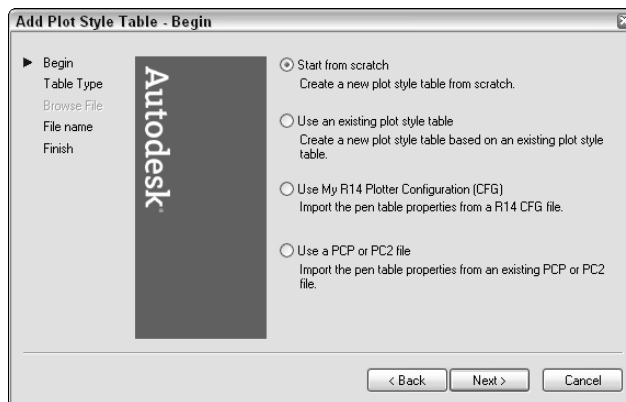 Add Plot Style Table - Begin
Begin
Table Type
Browse File
File name
Finish
Autodesk®
Start from scratch
Create a new plot style table from scratch.
Use an existing plot style table
Create a new plot style table based on an existing plot style
table.
Use My R14 Plotter Configuration (CFG)
Import the pen table properties from a R14 CFG file.
Use a PCP or PC2 file
Import the pen table properties from an existing PCP or PC2
file.
< Back
Next >
Cancel